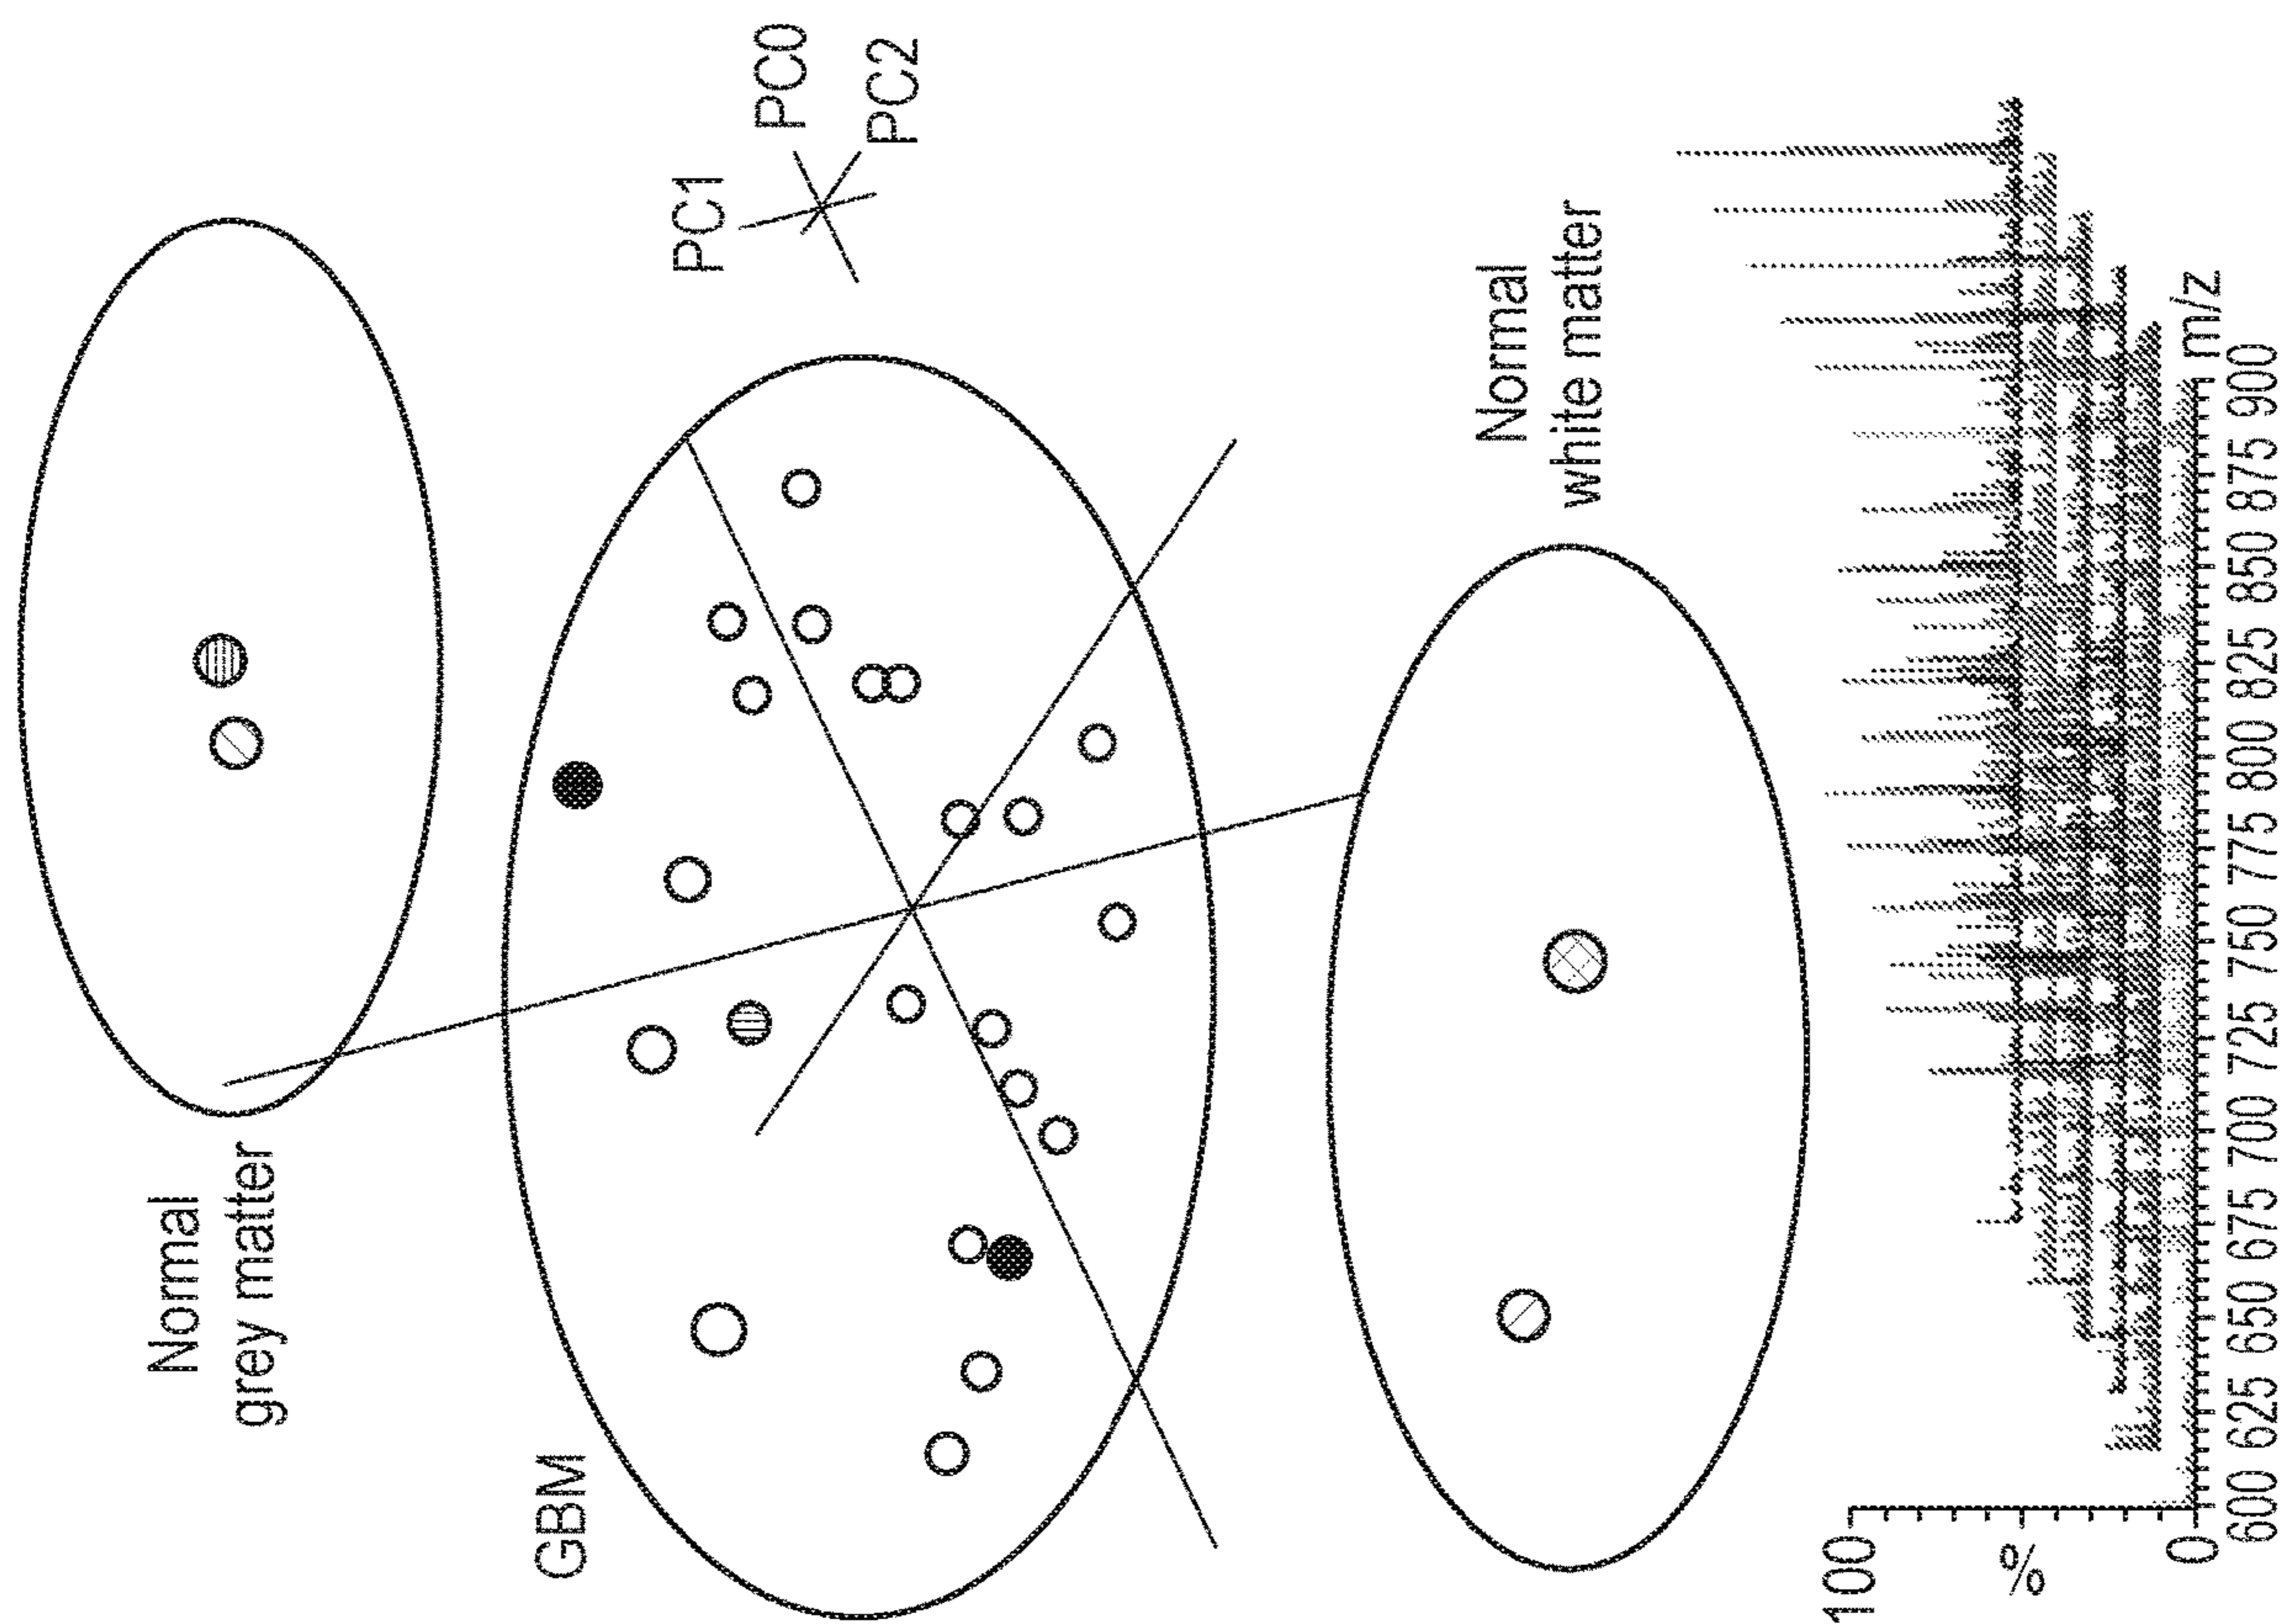 Normal
grey matter
GBM
PC1
PC0
PC2
Normal
white matter
100
%
0
600 625 650 675 700 725 750 775 800 825 850 875 900
m/z